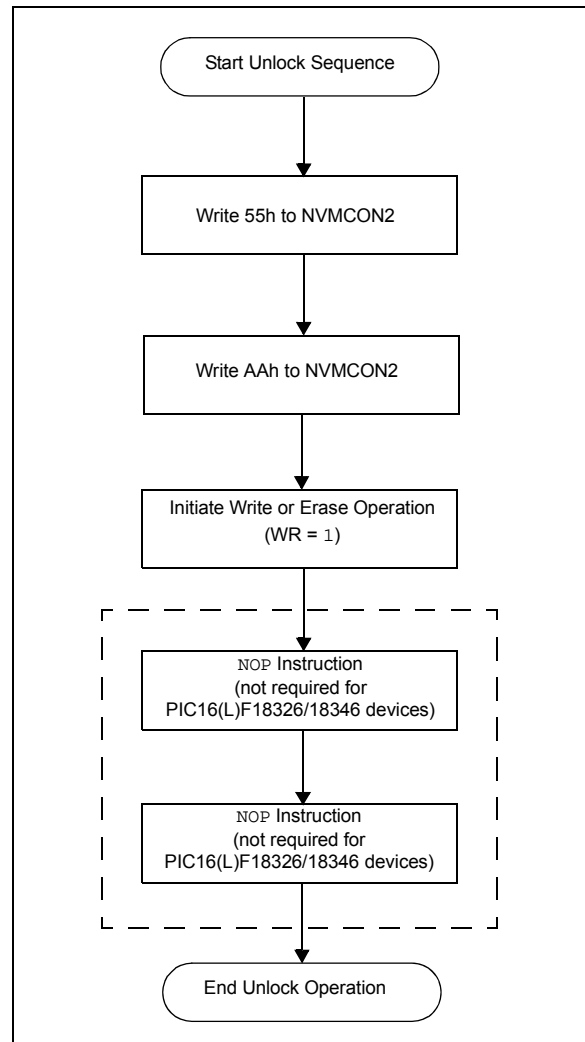 Start Unlock Sequence
Write 55h to NVMCON2
Write AAh to NVMCON2
Initiate Write or Erase Operation
(WR = 1)
NOP Instruction
(not required for
PIC16(L)F18326/18346 devices)
NOP Instruction
(not required for
PIC16(L)F18326/18346 devices)
End Unlock Operation